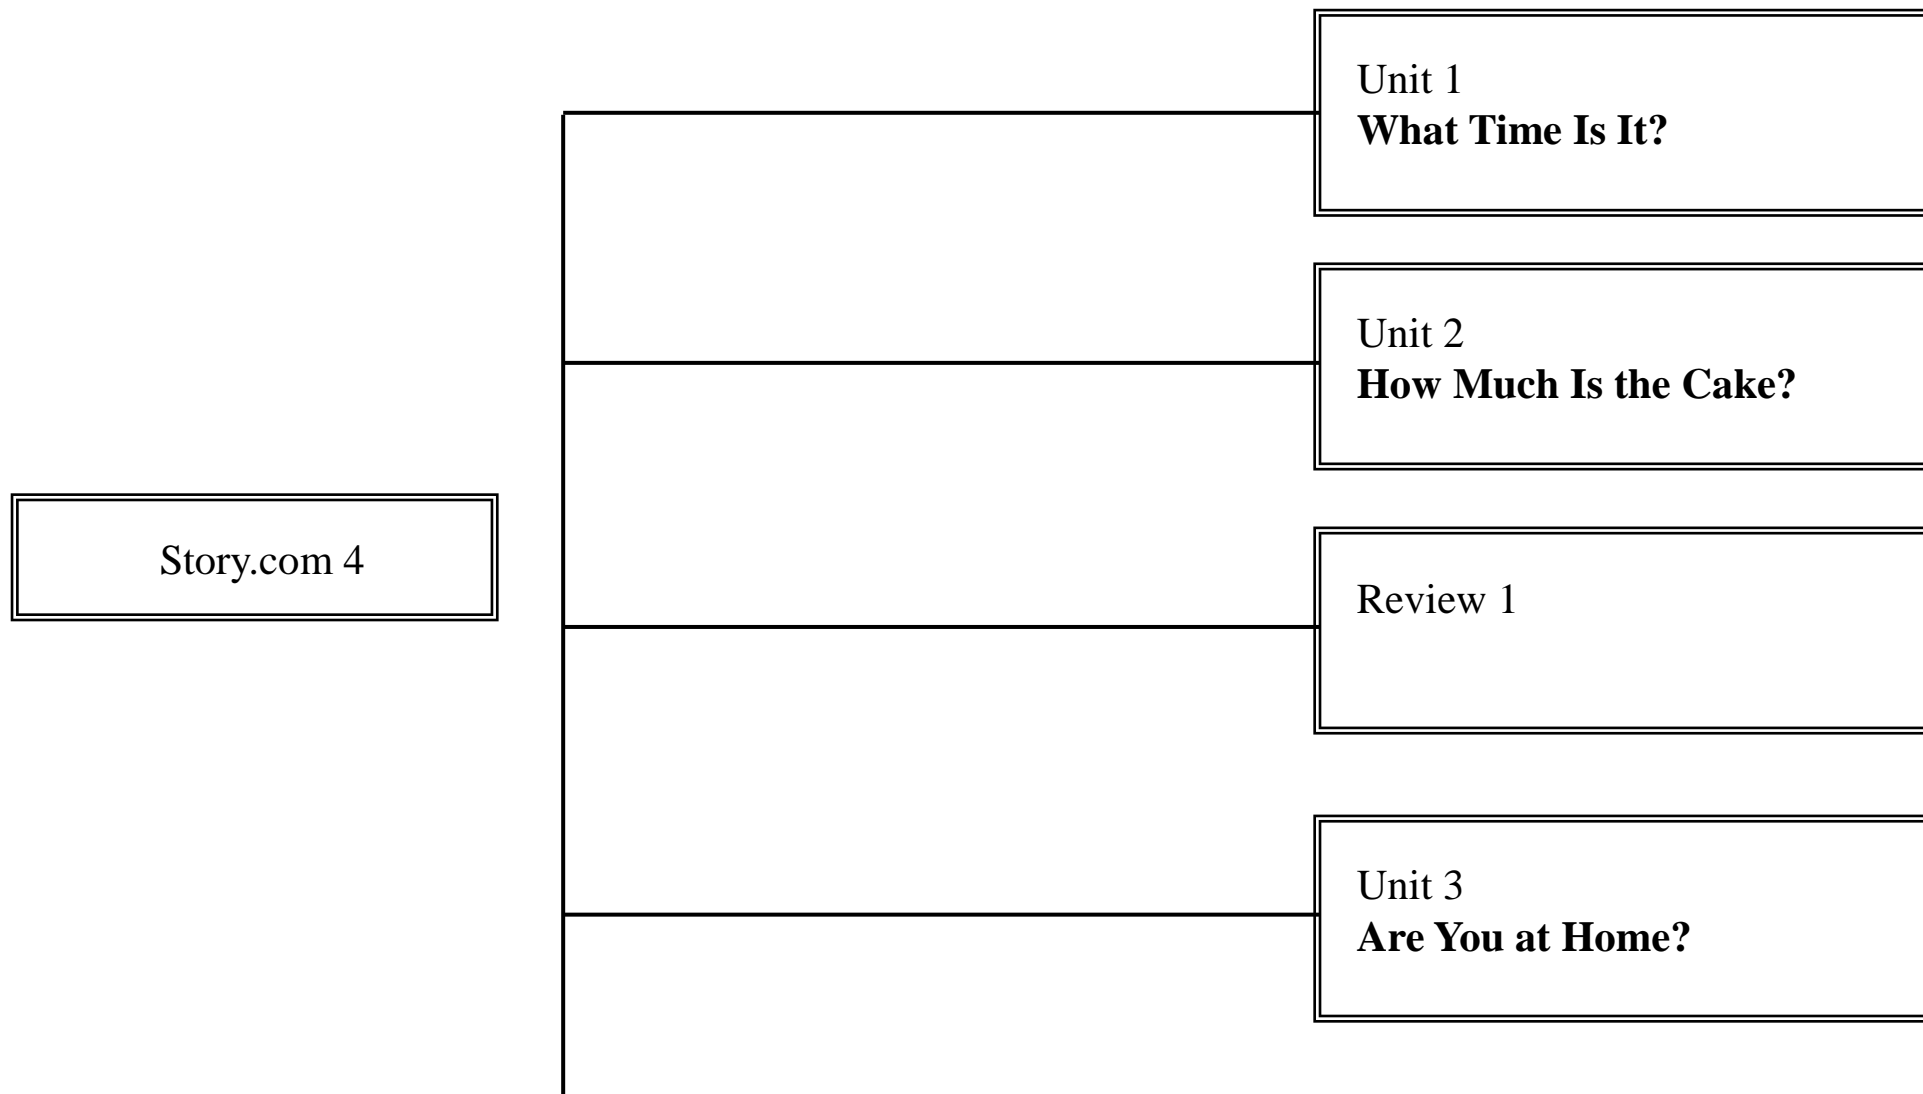 Unit 1
What Time Is It?
Unit 2
How Much Is the Cake?
Story.com 4
Review 1
Unit 3
Are You at Home?